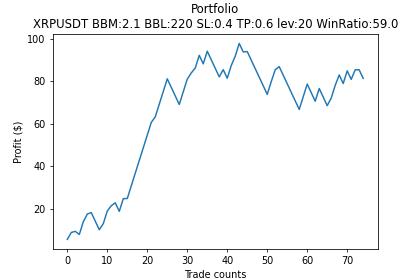 Portfolio
XRPUSDT BBM:2.1 BBL:220 SL:0.4 TP:0.6 lev:20 WinRatio:59.0
100
80
60
40
20
Profit ($)
0 10 20 30 40 50 60 70
Trade counts